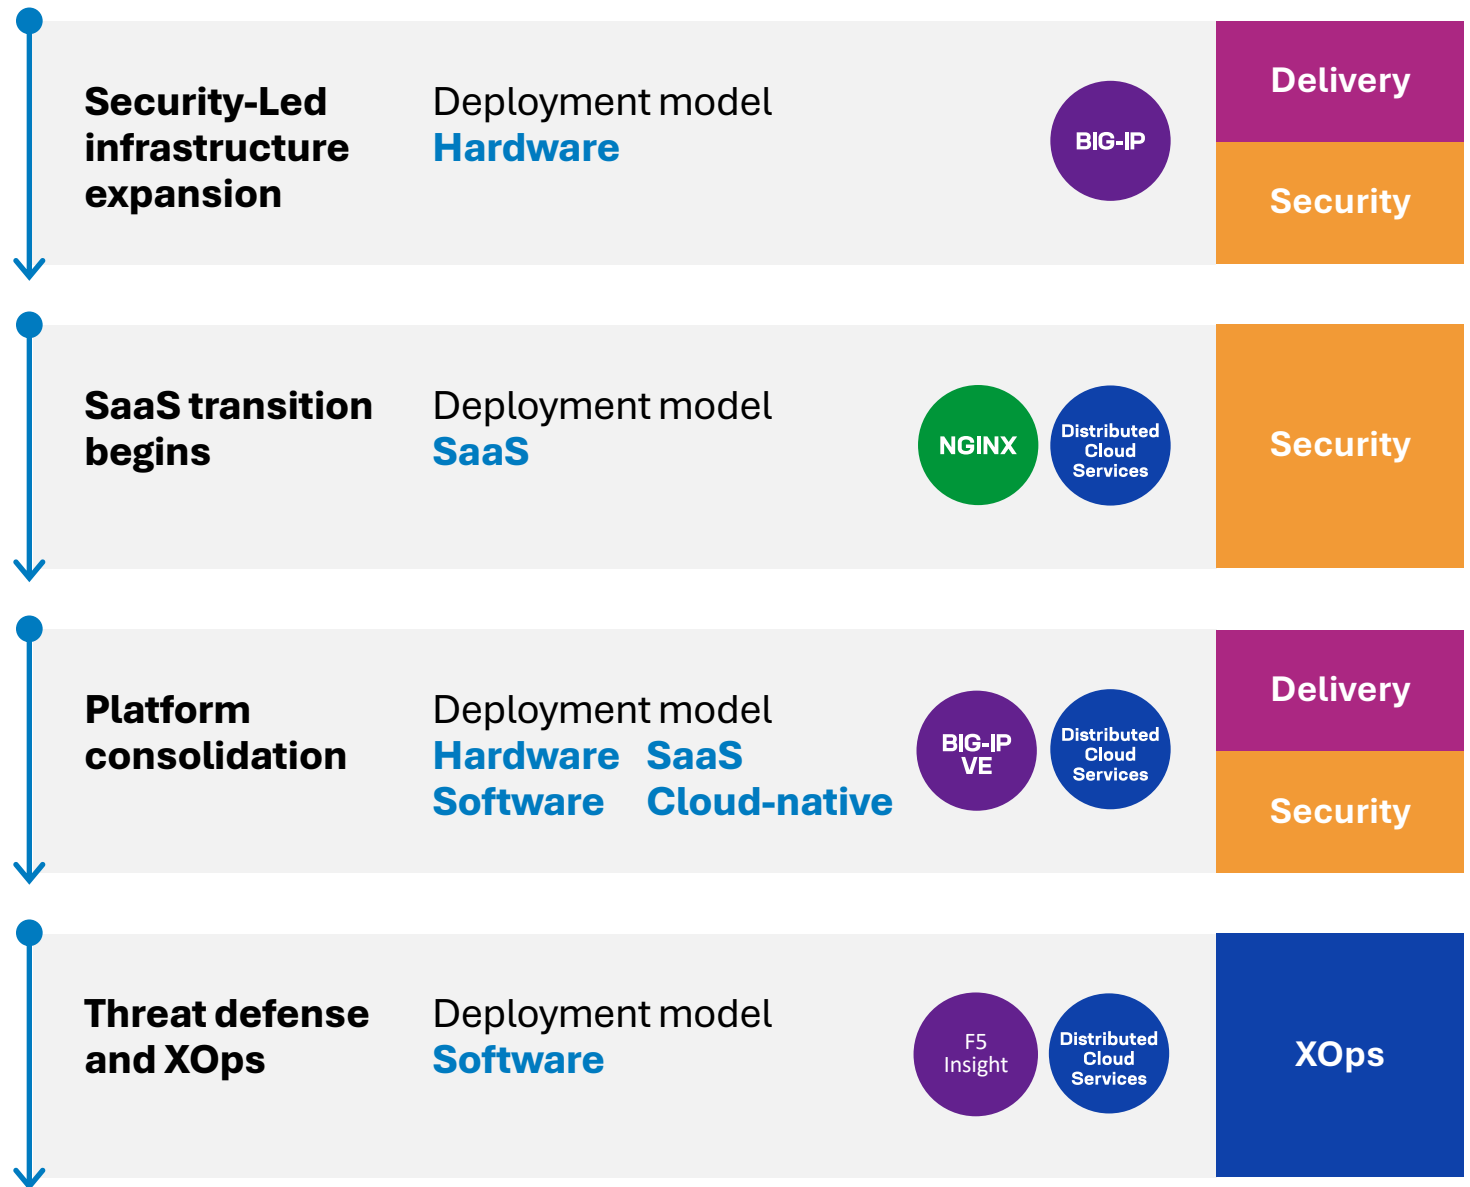 Security-Led
infrastructure
expansion
Deployment model
Hardware
BIG-IP
Delivery
Security
SaaS transition
begins
Deployment model
SaaS
NGINX
Distributed
Cloud
Services
Security
Platform
consolidation
Deployment model
Hardware SaaS
Software Cloud-native
BIG-IP
VE
Distributed
Cloud
Services
Delivery
Security
Threat defense
and XOps
Deployment model
Software
F5
Insight
Distributed
Cloud
Services
XOps